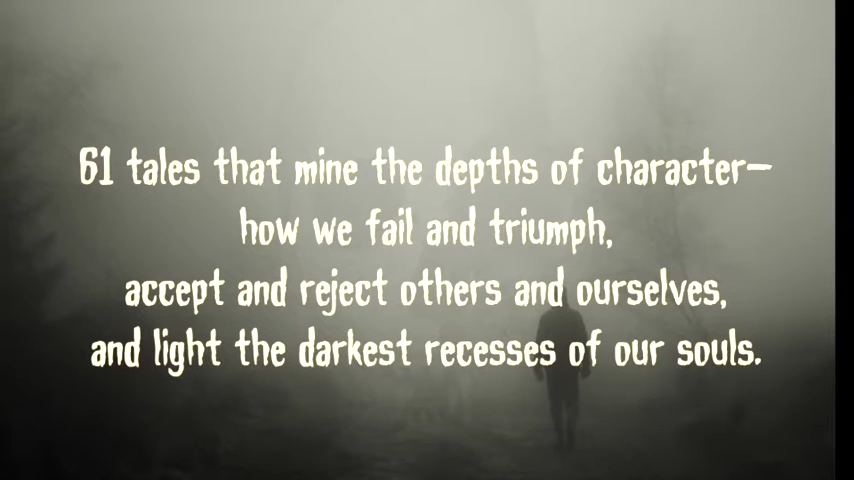 61 tales that mine the depths of character—
how we fail and triumph,
accept and reject others and ourselves,
and light the darkest recesses of our souls.